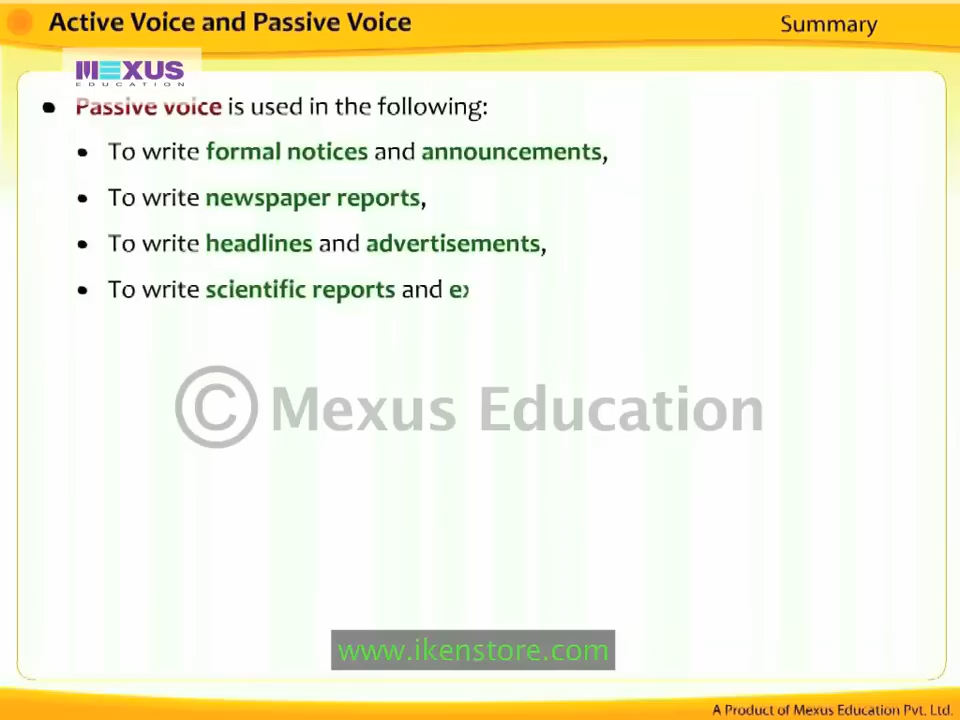 Active Voice and Passive Voice
Summary
MEXUS
EDUCATION
• Passive voice is used in the following:
• To write formal notices and announcements,
• To write newspaper reports,
• To write headlines and advertisements,
• To write scientific reports and ex
© Mexus Education
www.ikenstore.com
A Product of Mexus Education Pvt. Ltd.